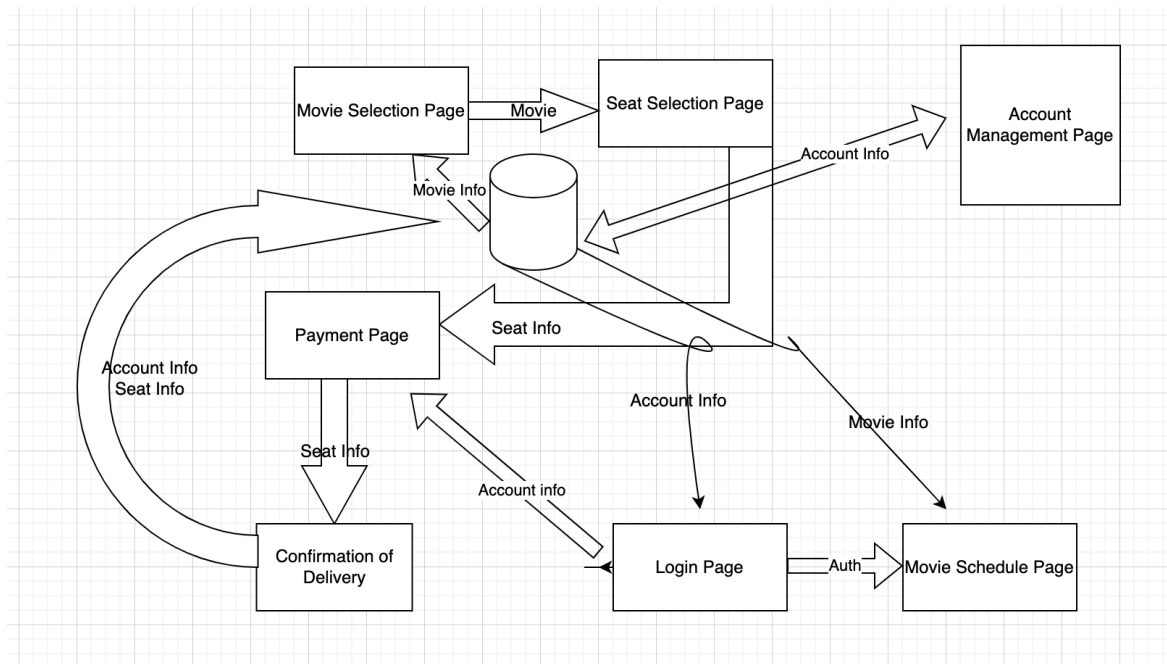 Movie Selection Page
Movie
Seat Selection Page
Account
Management Page
Account Info
Movie Info
Seat Info
Payment Page
Account Info
Seat Info
Account Info
Movie Info
Seat Info
Account info
Confirmation of
Delivery
Login Page
Auth
Movie Schedule Page